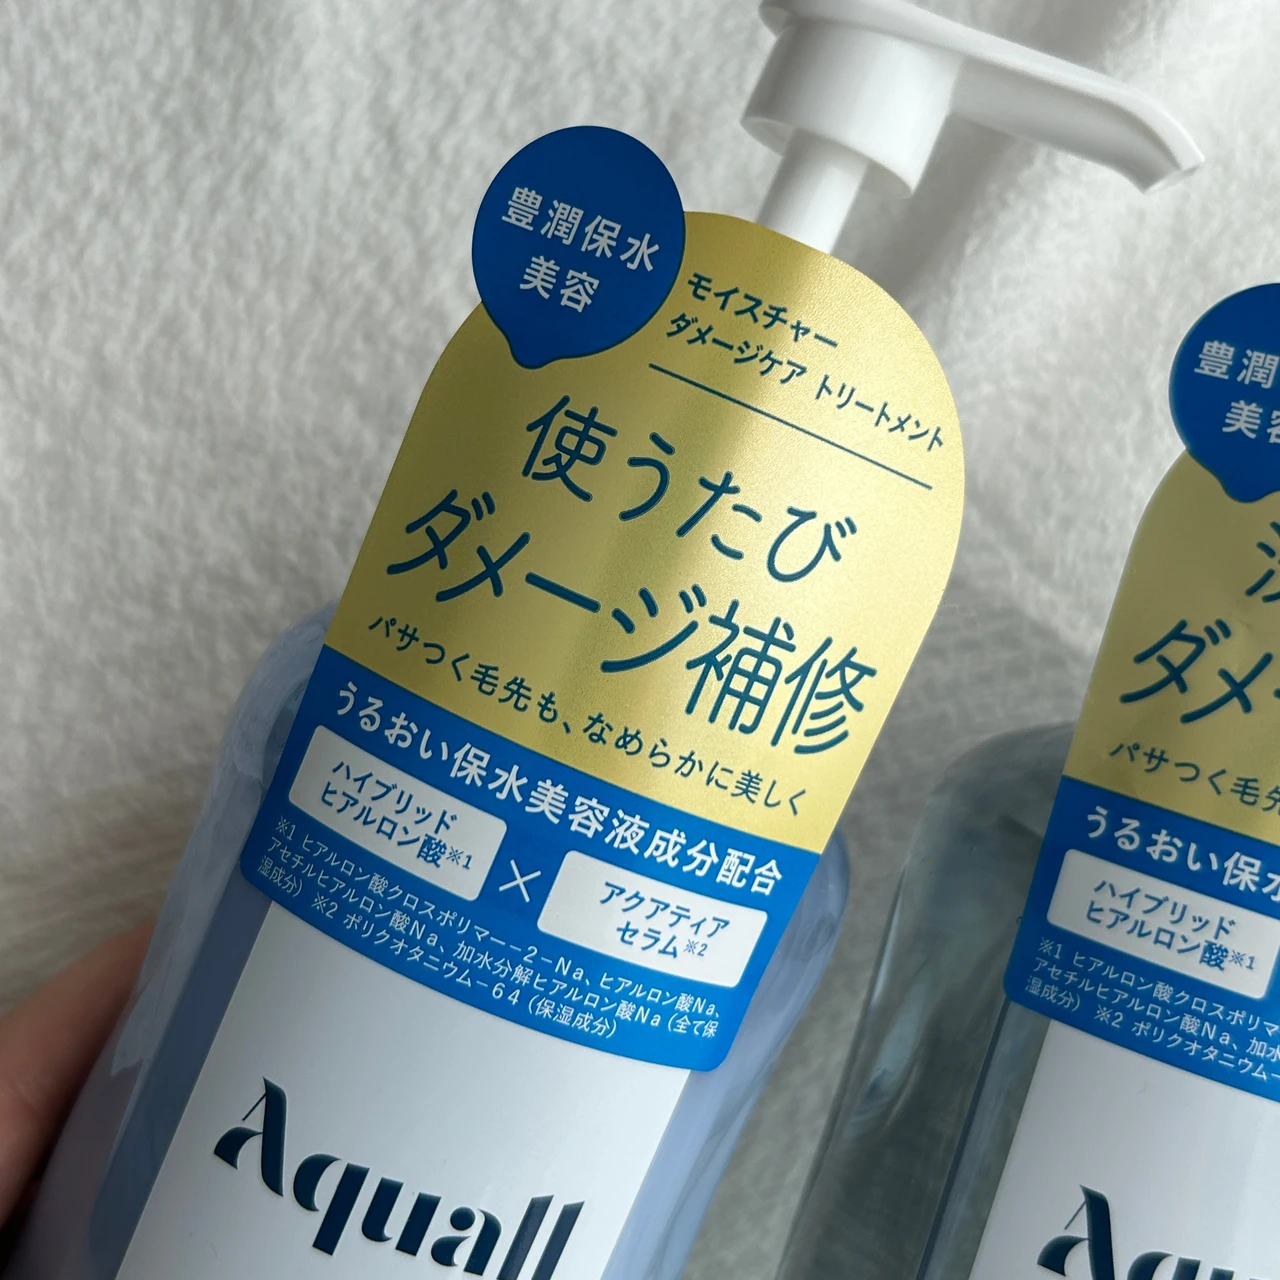 豊潤保水
美容
モイスチャー
ダメージケア トリートメント
使うたび
ダメージ補修
パサつく毛先も、なめらかに美しく
うるおい保水美容液成分配合
ハイブリッド
ヒアルロン酸※1
×
アクアティア
セラム※2
※1 ヒアルロン酸クロスポリマー－2－Na、ヒアルロン酸Na、
アセチルヒアルロン酸Na、加水分解ヒアルロン酸Na（全て保
湿成分） ※2 ポリクオタニウム－64（保湿成分）
Aquall
豊潤
美容
ダメ
パサつく毛先
うるおい保水
ハイブリッド
ヒアルロン酸※1
※1 ヒアルロン酸クロスポリマ
アセチルヒアルロン酸Na、加水
湿成分） ※2 ポリクオタニウム－
Aqu